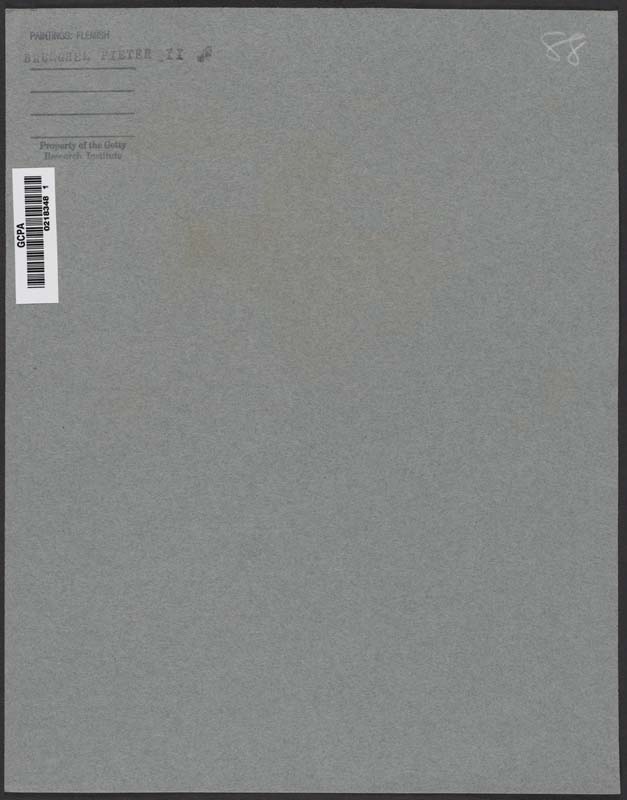 PAINTINGS: FLEMISH
BRUEGHEL PIETER II
88
Property of the Getty
Research Institute
GCPA
0218348 1